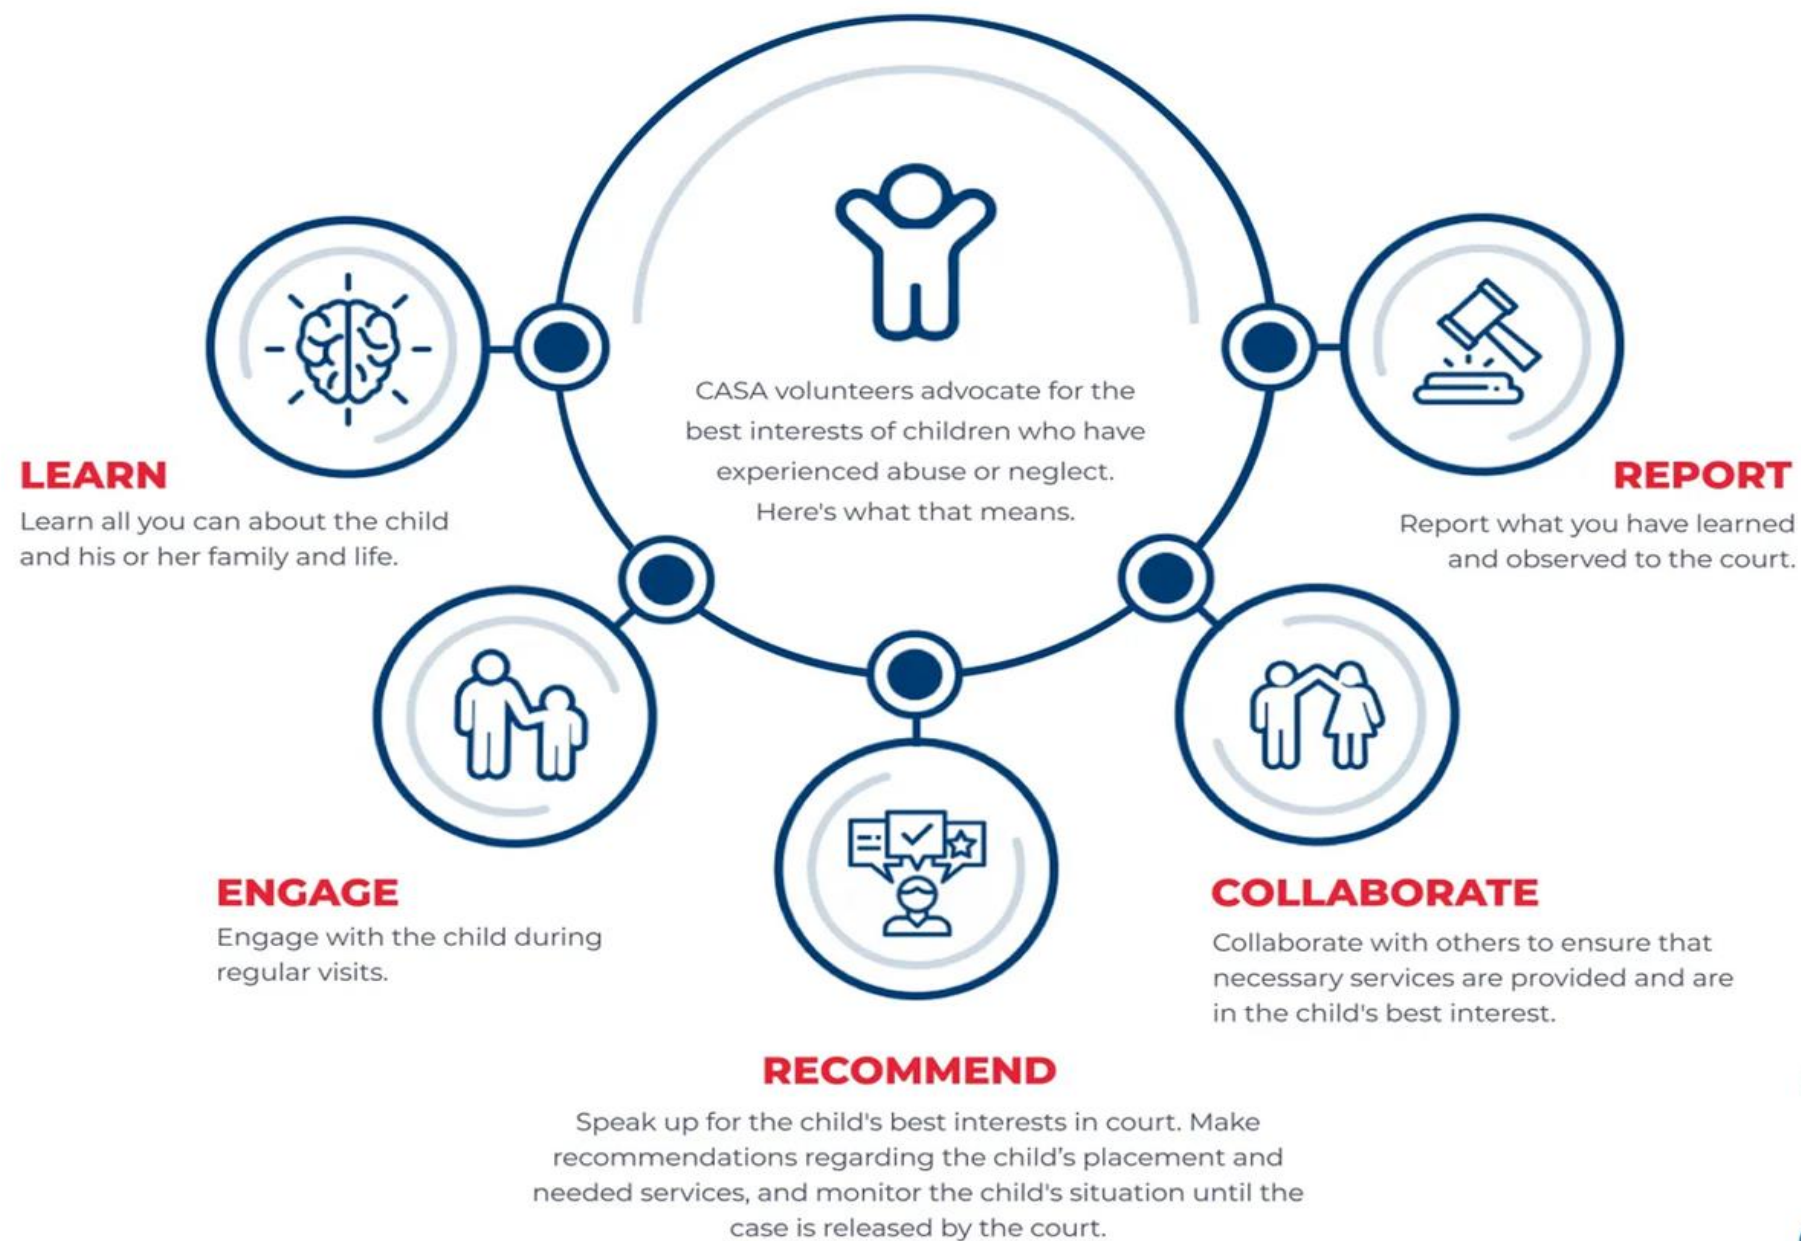 CASA volunteers advocate for the
best interests of children who have
experienced abuse or neglect.
Here's what that means.
LEARN
Learn all you can about the child
and his or her family and life.
ENGAGE
Engage with the child during
regular visits.
RECOMMEND
Speak up for the child's best interests in court. Make
recommendations regarding the child’s placement and
needed services, and monitor the child's situation until the
case is released by the court.
COLLABORATE
Collaborate with others to ensure that
necessary services are provided and are
in the child's best interest.
REPORT
Report what you have learned
and observed to the court.